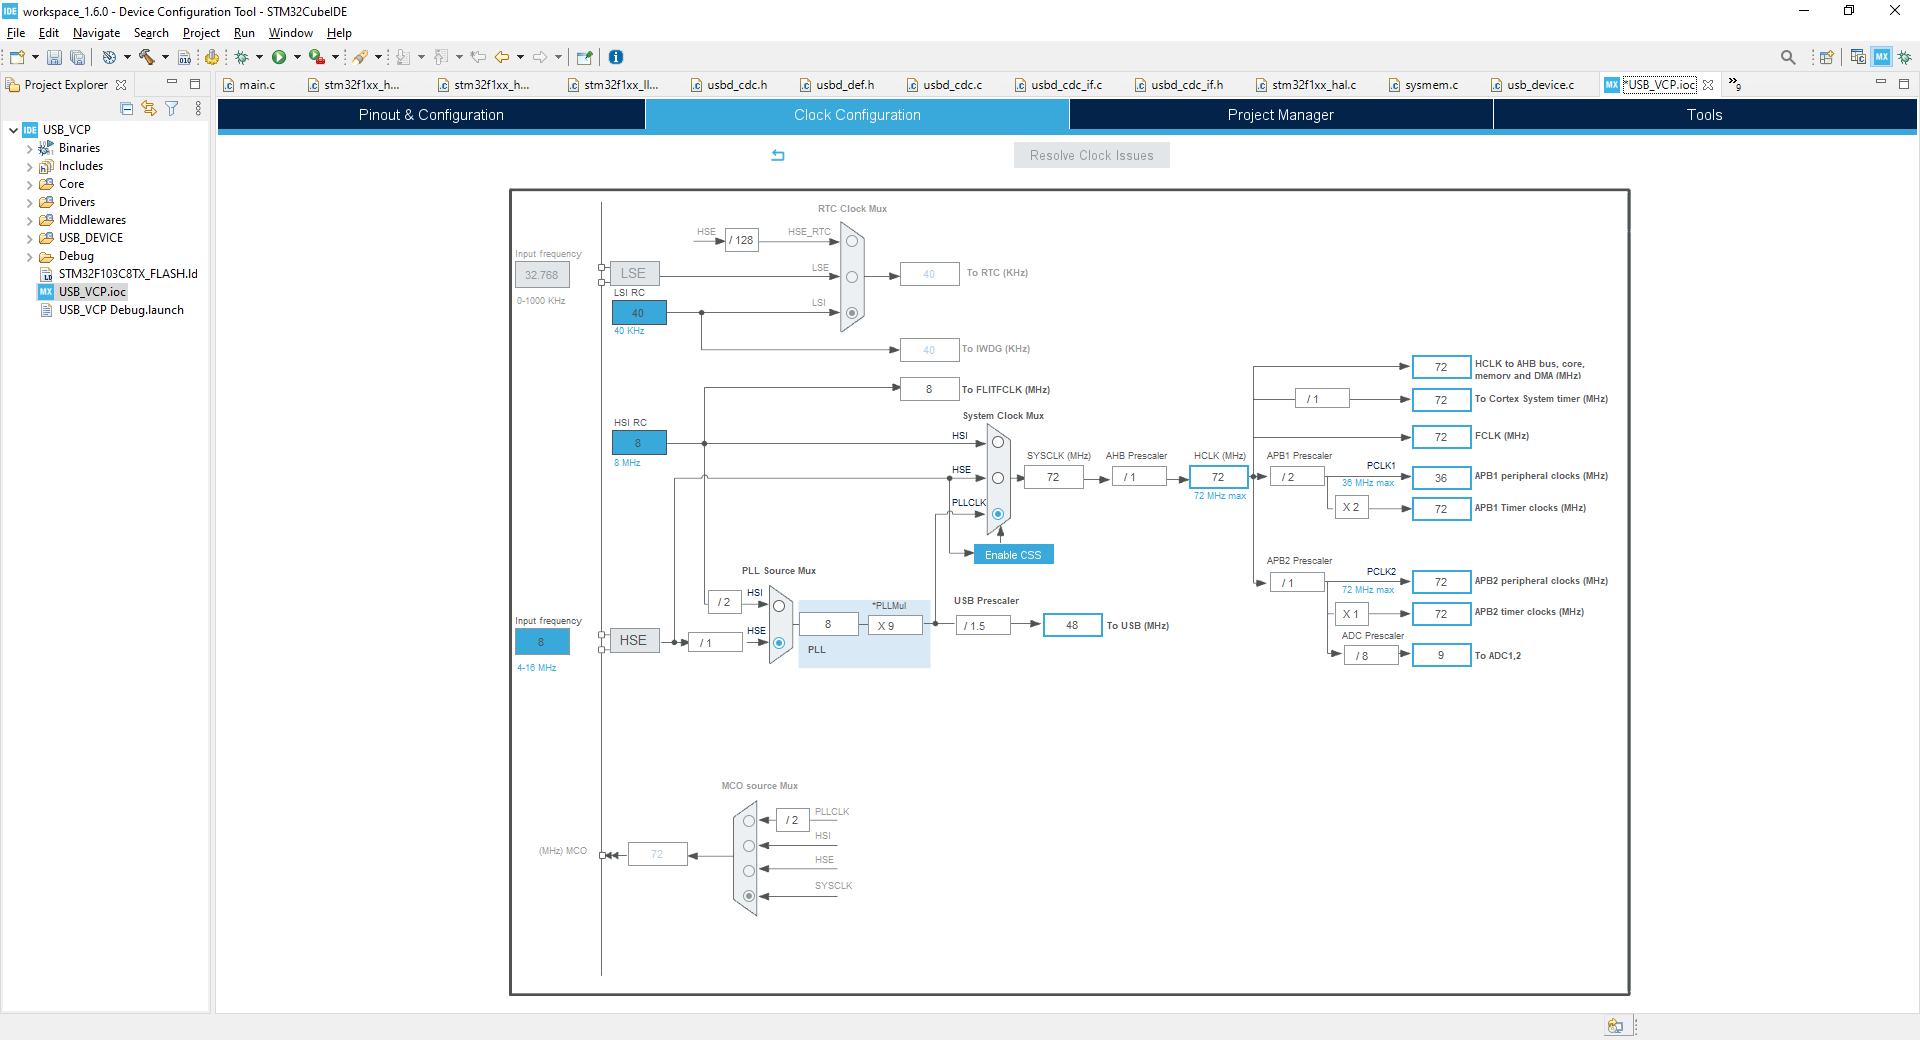 IDE workspace_1.6.0 - Device Configuration Tool - STM32CubeIDE
File Edit Navigate Search Project Run Window Help
Project Explorer
main.c stm32f1xx_h... stm32f1xx_h... stm32f1xx_ll... usbd_cdc.h usbd_def.h usbd_cdc.c usbd_cdc_if.c usbd_cdc_if.h stm32f1xx_hal.c sysmem.c usb_device.c MX *USB_VCP.ioc »9
IDE USB_VCP
Binaries
Includes
Core
Drivers
Middlewares
USB_DEVICE
Debug
STM32F103C8TX_FLASH.ld
MX USB_VCP.ioc
USB_VCP Debug.launch
Pinout & Configuration Clock Configuration Project Manager Tools
Resolve Clock Issues
RTC Clock Mux
HSE / 128 HSE_RTC
Input frequency
32.768 LSE LSE 40 To RTC (KHz)
0-1000 KHz
LSI RC LSI
40
40 KHz
40 To IWDG (KHz)
8 To FLITFCLK (MHz)
System Clock Mux
HSI RC
8 HSI
8 MHz
HSE
PLLCLK
Enable CSS
SYSCLK (MHz) AHB Prescaler HCLK (MHz) APB1 Prescaler
72 / 1 72 / 2
72 MHz max
72 HCLK to AHB bus, core,
memory and DMA (MHz)
/ 1 72 To Cortex System timer (MHz)
72 FCLK (MHz)
PCLK1
36 MHz max 36 APB1 peripheral clocks (MHz)
X 2 72 APB1 Timer clocks (MHz)
APB2 Prescaler
/ 1 PCLK2
72 MHz max 72 APB2 peripheral clocks (MHz)
X 1 72 APB2 timer clocks (MHz)
ADC Prescaler
/ 8 9 To ADC1,2
PLL Source Mux
/ 2 HSI
Input frequency
8 HSE / 1 HSE
4-16 MHz
*PLLMul
8 X 9
PLL
USB Prescaler
/ 1.5 48 To USB (MHz)
MCO source Mux
/ 2 PLLCLK
HSI
HSE
SYSCLK
(MHz) MCO 72